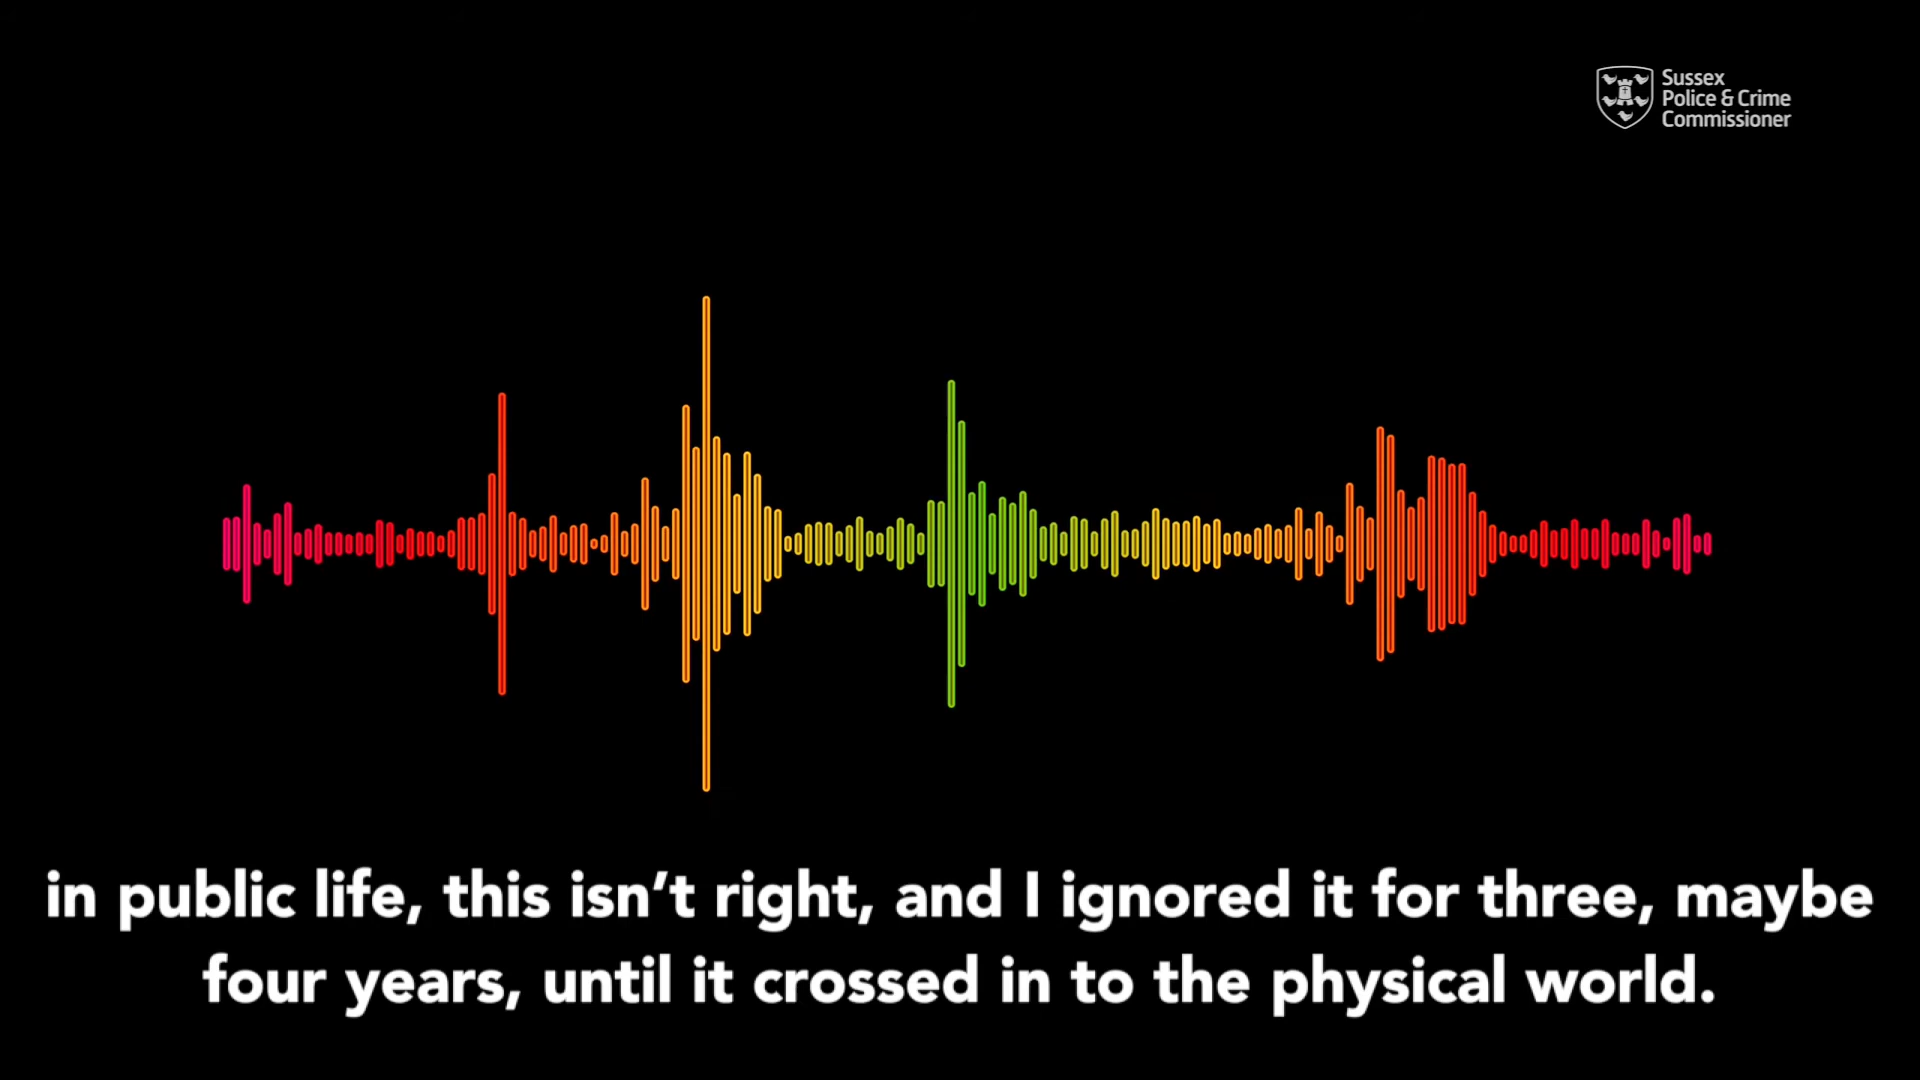 Sussex
Police & Crime
Commissioner
in public life, this isn’t right, and I ignored it for three, maybe
four years, until it crossed in to the physical world.